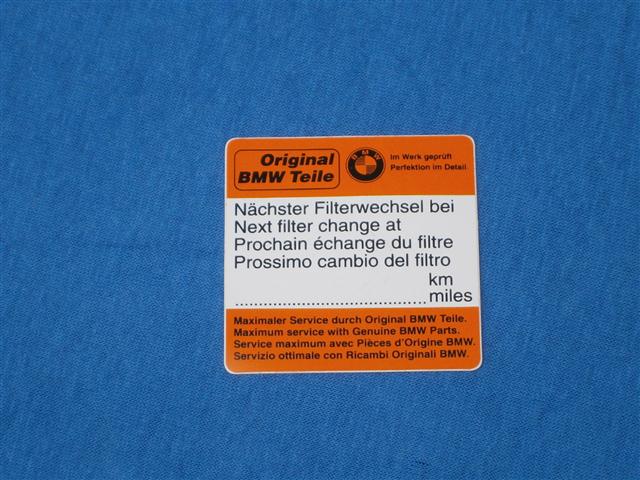 Original
BMW Teile
BMW
Im Werk geprüft
Perfektion im Detail
Nächster Filterwechsel bei
Next filter change at
Prochain échange du filtre
Prossimo cambio del filtro
km
....................................miles
Maximaler Service durch Original BMW Teile.
Maximum service with Genuine BMW Parts.
Service maximum avec Pièces d'Origine BMW.
Servizio ottimale con Ricambi Originali BMW.